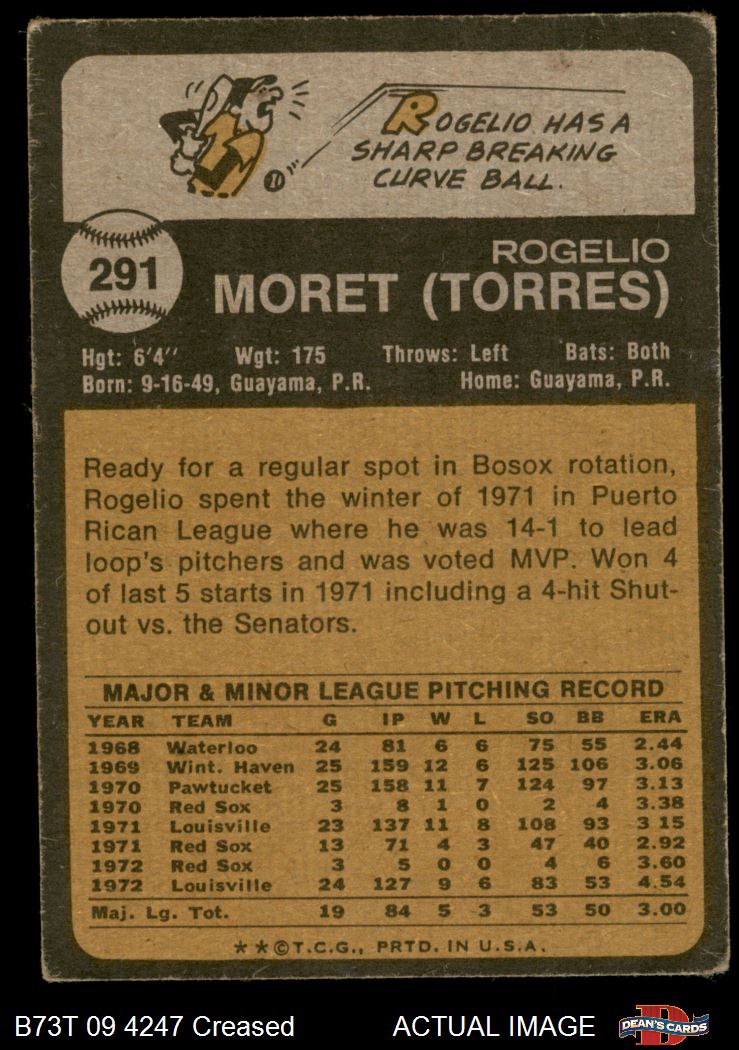 ROGELIO HAS A
SHARP BREAKING
CURVE BALL.
291
ROGELIO
MORET (TORRES)
Hgt: 6'4" Wgt: 175 Throws: Left Bats: Both
Born: 9-16-49, Guayama, P.R. Home: Guayama, P.R.
Ready for a regular spot in Bosox rotation,
Rogelio spent the winter of 1971 in Puerto
Rican League where he was 14-1 to lead
loop's pitchers and was voted MVP. Won 4
of last 5 starts in 1971 including a 4-hit Shut-
out vs. the Senators.
MAJOR & MINOR LEAGUE PITCHING RECORD
YEAR TEAM G IP W L SO BB ERA
1968 Waterloo 24 81 6 6 75 55 2.44
1969 Wint. Haven 25 159 12 6 125 106 3.06
1970 Pawtucket 25 158 11 7 124 97 3.13
1970 Red Sox 3 8 1 0 2 4 3.38
1971 Louisville 23 137 11 8 108 93 3 15
1971 Red Sox 13 71 4 3 47 40 2.92
1972 Red Sox 3 5 0 0 4 6 3.60
1972 Louisville 24 127 9 6 83 53 4.54
Maj. Lg. Tot. 19 84 5 3 53 50 3.00
**©T.C.G., PRTD. IN U.S.A.
B73T 09 4247 Creased ACTUAL IMAGE D DEAN'S CARDS